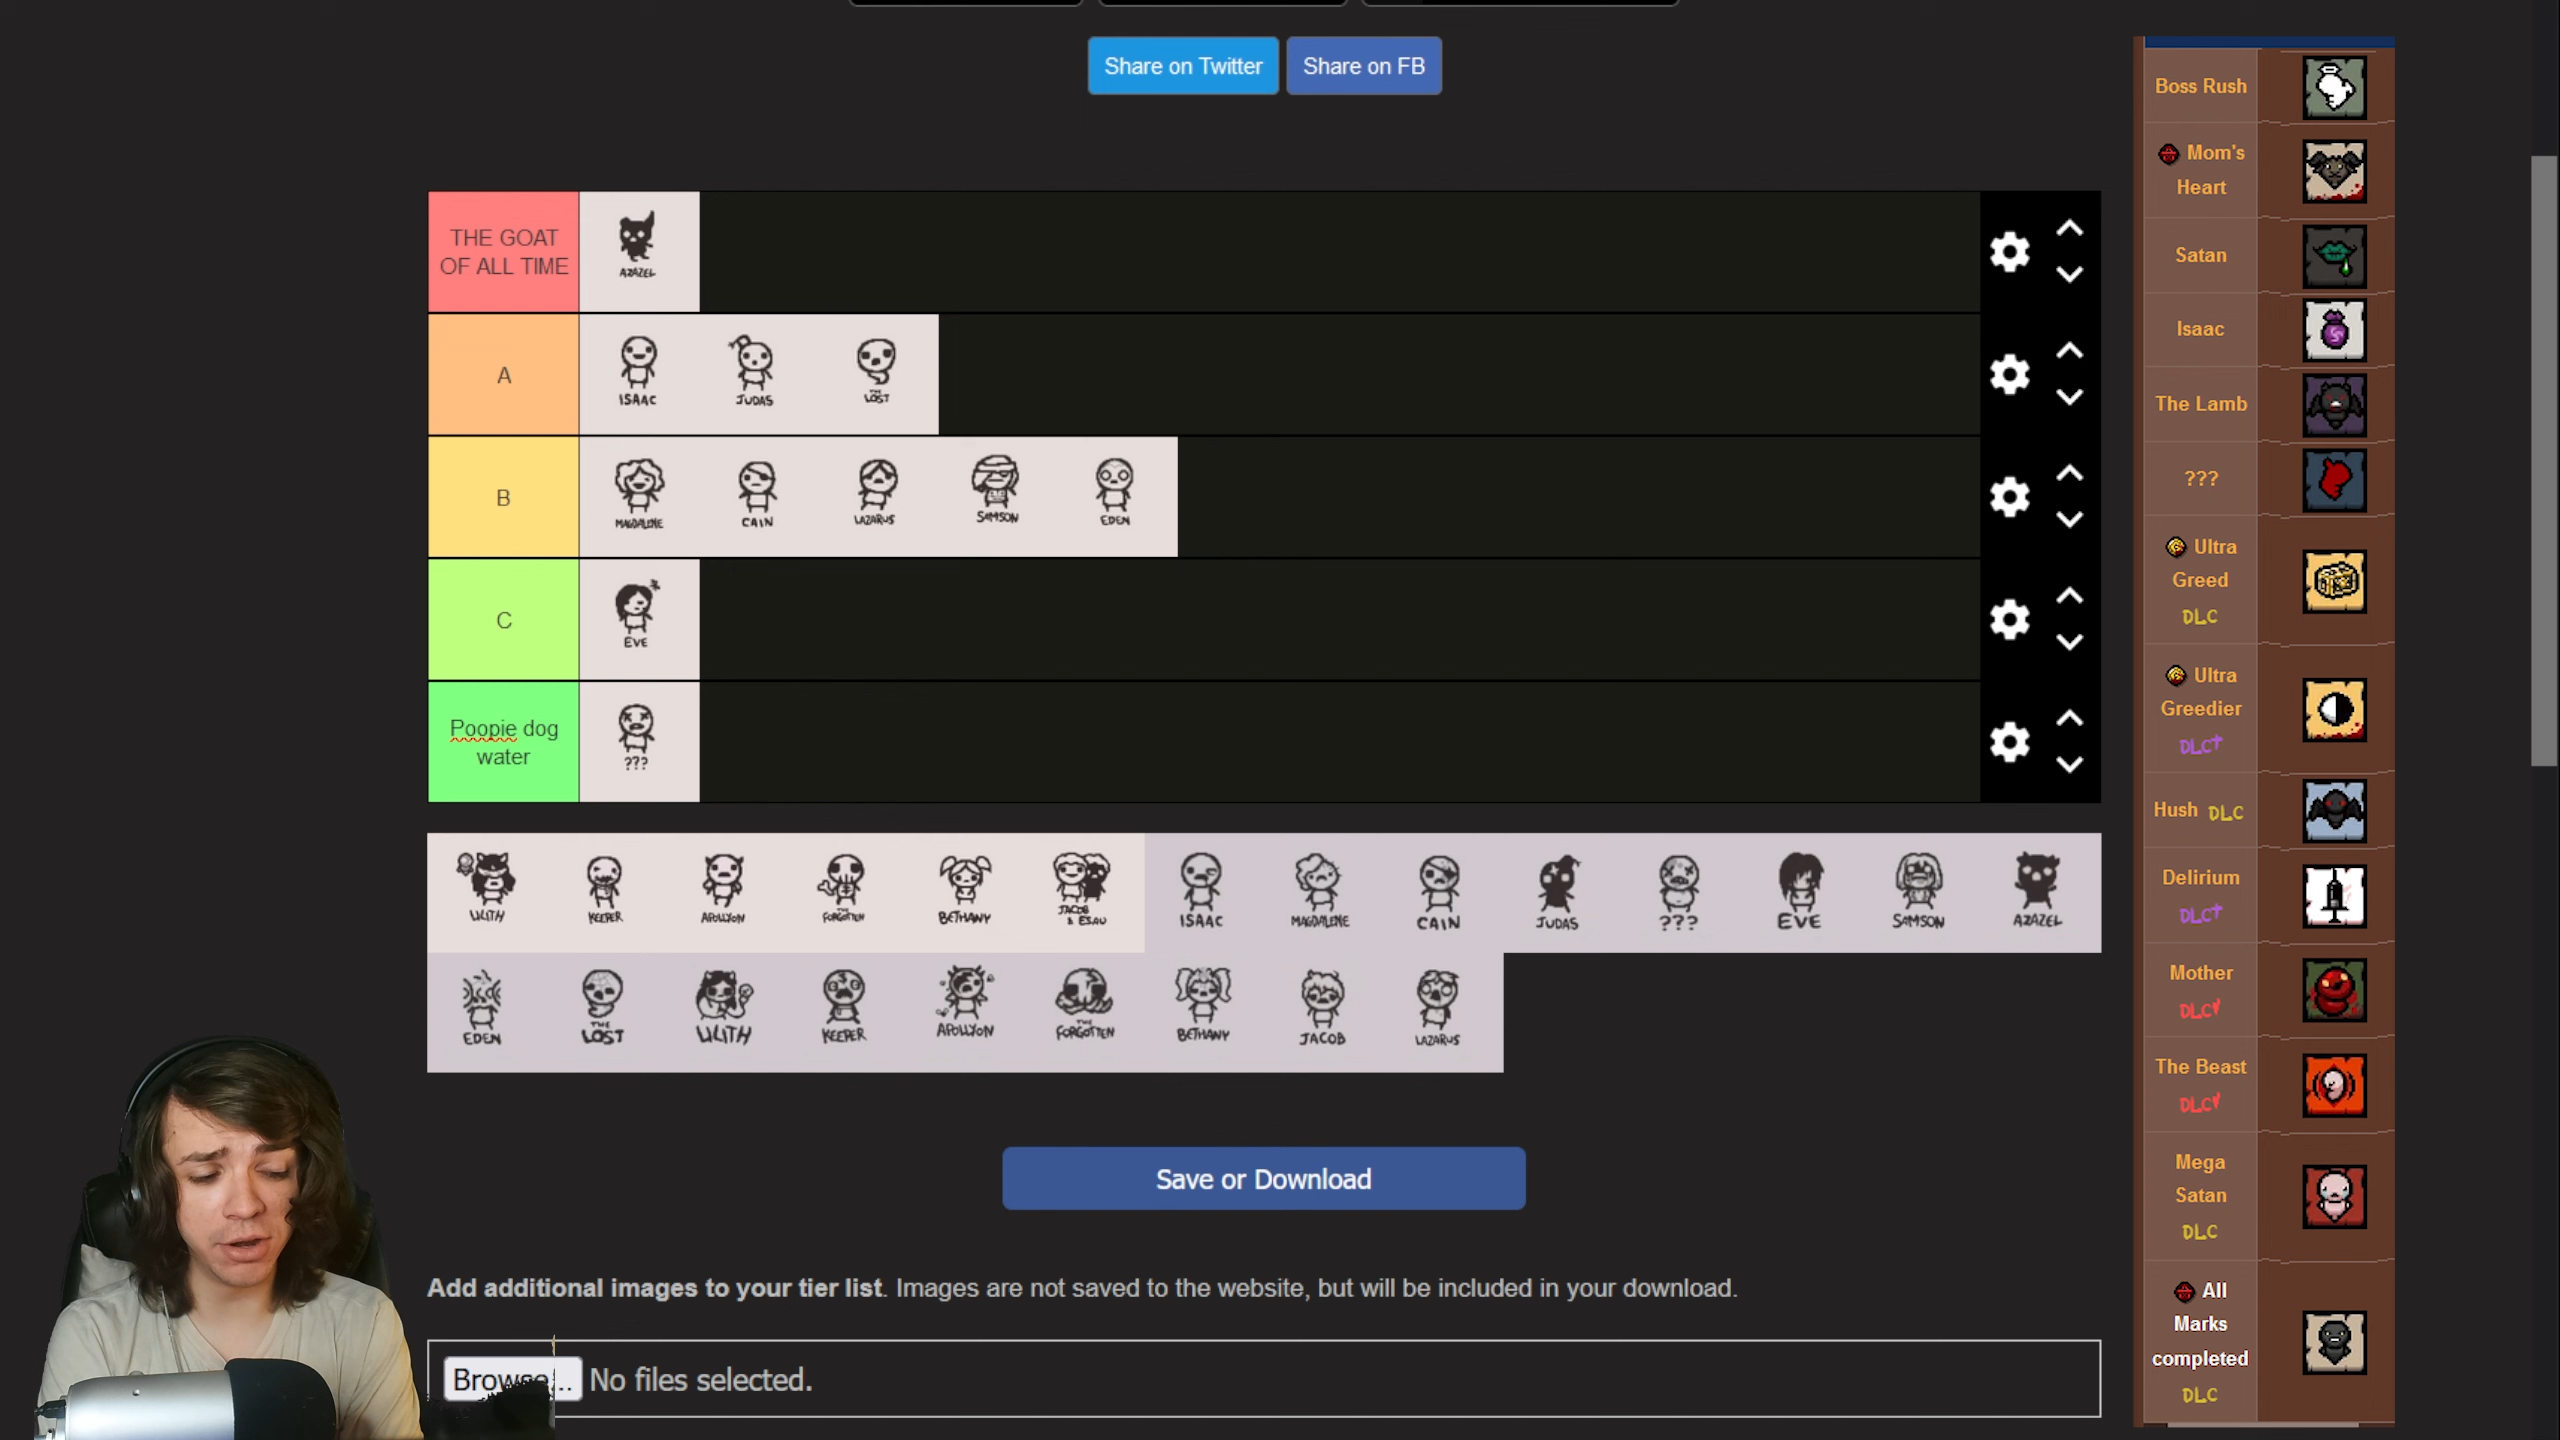 Share on Twitter
Share on FB
THE GOAT
OF ALL TIME
AZAZEL
A
ISAAC
JUDAS
THE
LOST
B
MAGDALENE
CAIN
LAZARUS
SAMSON
EDEN
C
EVE
Poopie dog
water
???
LILITH
KEEPER
APOLLYON
THE
FORGOTTEN
BETHANY
JACOB
& ESAU
ISAAC
MAGDALENE
CAIN
JUDAS
???
EVE
SAMSON
AZAZEL
EDEN
THE
LOST
LILITH
KEEPER
APOLLYON
THE
FORGOTTEN
BETHANY
JACOB
LAZARUS
Save or Download
Add additional images to your tier list. Images are not saved to the website, but will be included in your download.
Browse... No files selected.
Boss Rush
Mom's
Heart
Satan
Isaac
The Lamb
???
Ultra
Greed
DLC
Ultra
Greedier
DLC†
Hush DLC
Delirium
DLC†
Mother
DLC
The Beast
DLC
Mega
Satan
DLC
All
Marks
completed
DLC